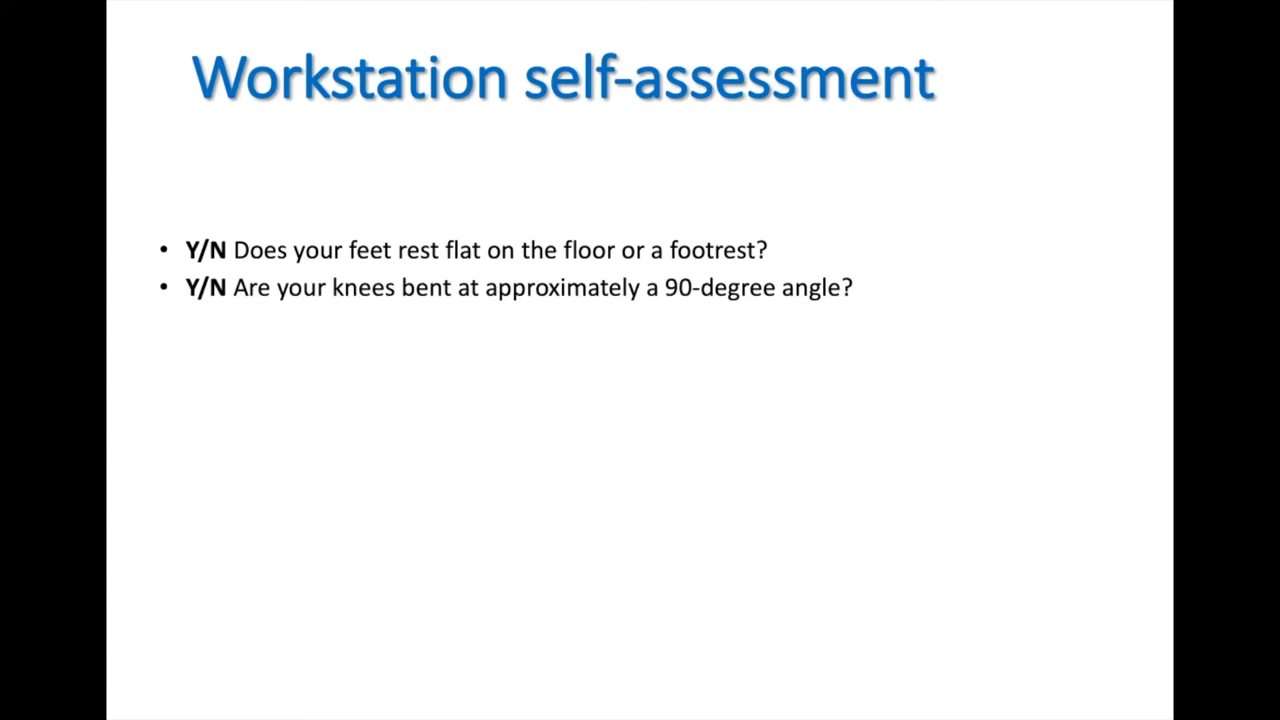 Workstation self-assessment
• Y/N Does your feet rest flat on the floor or a footrest?
• Y/N Are your knees bent at approximately a 90-degree angle?